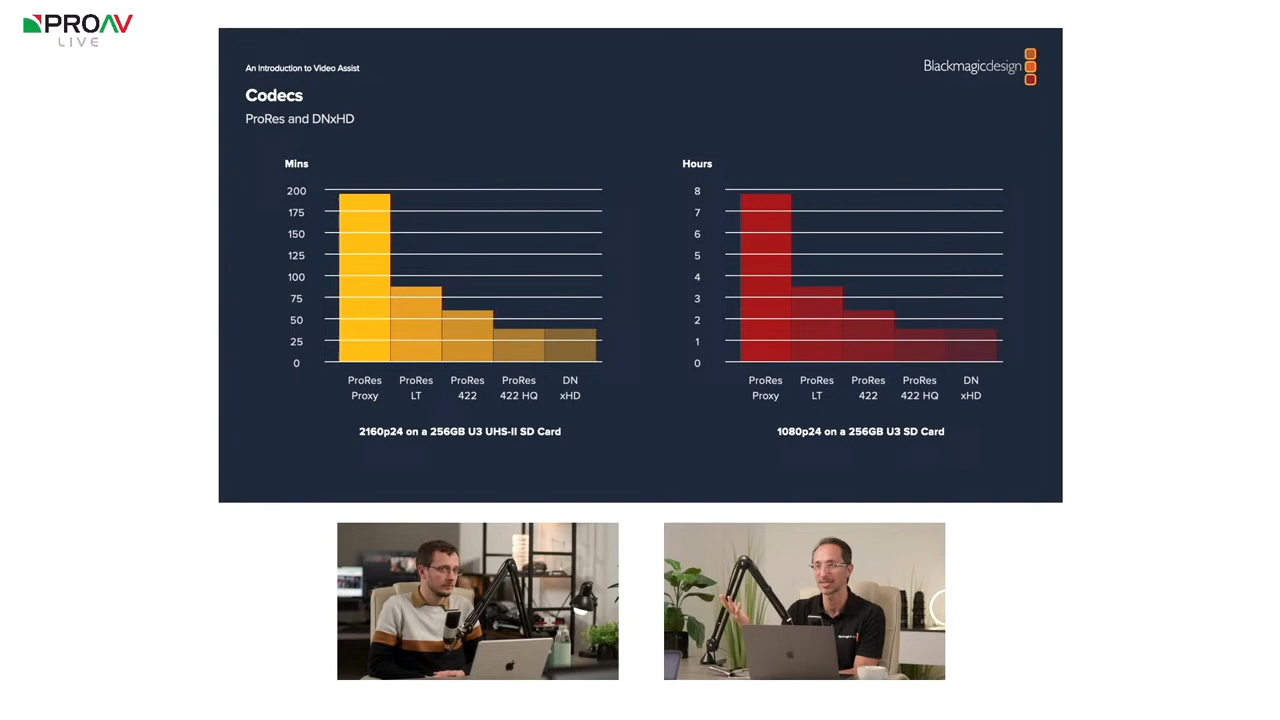 PROAV
LIVE
An Introduction to Video Assist
Blackmagicdesign
Codecs
ProRes and DNxHD
Mins
200
175
150
125
100
75
50
25
0
ProRes Proxy
ProRes LT
ProRes 422
ProRes 422 HQ
DN xHD
2160p24 on a 256GB U3 UHS-II SD Card
Hours
8
7
6
5
4
3
2
1
0
ProRes Proxy
ProRes LT
ProRes 422
ProRes 422 HQ
DN xHD
1080p24 on a 256GB U3 SD Card